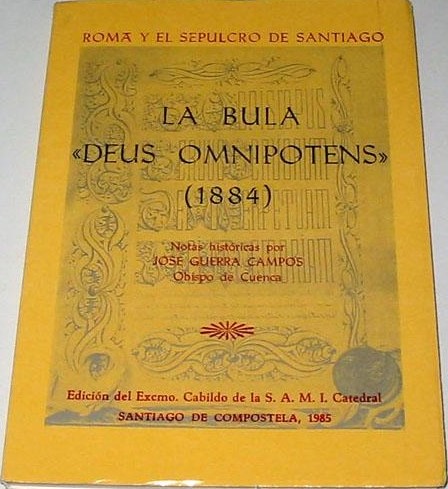 ROMA Y EL SEPULCRO DE SANTIAGO
LA BULA
«DEUS OMNIPOTENS»
(1884)
Notas históricas por
JOSE GUERRA CAMPOS
Obispo de Cuenca
Edición del Excmo. Cabildo de la S. A. M. I. Catedral
SANTIAGO DE COMPOSTELA, 1985